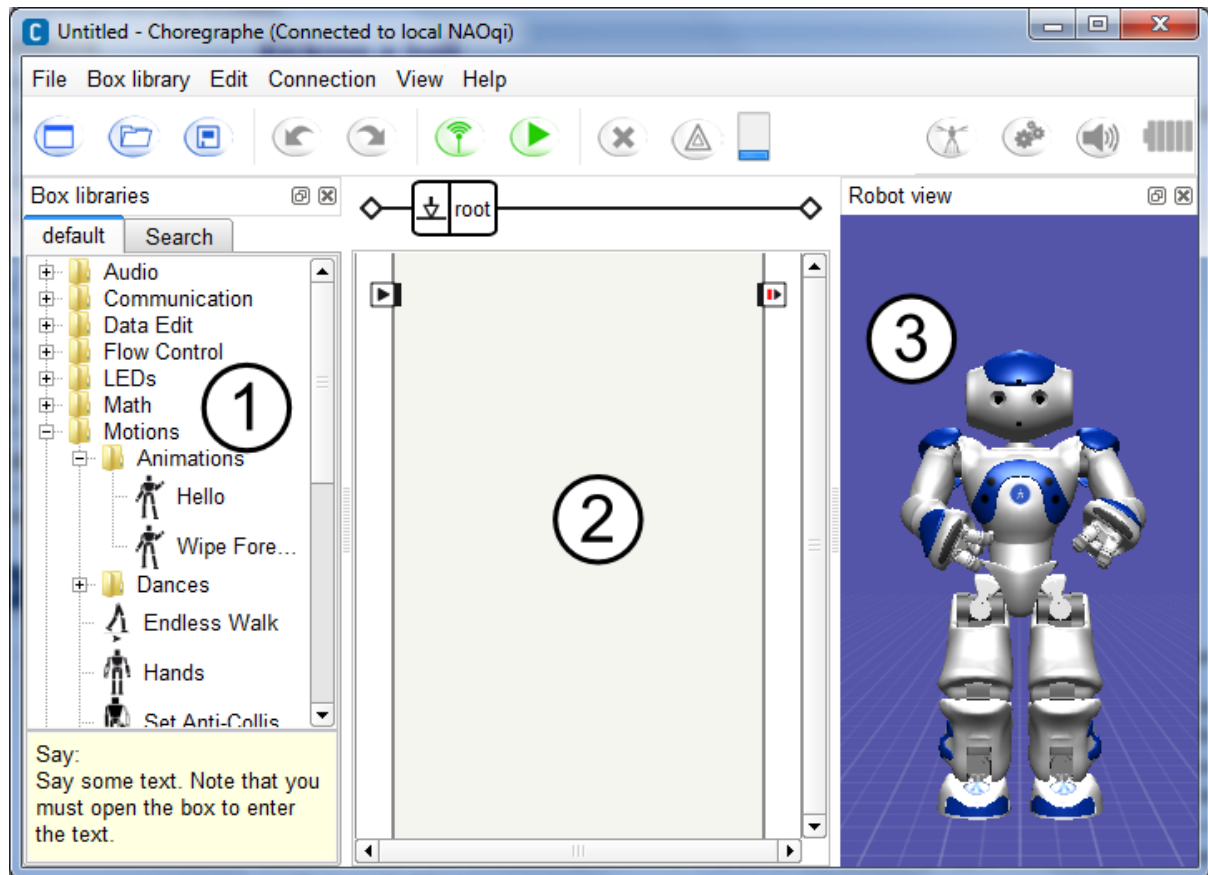 Untitled - Choregraphe (Connected to local NAOqi)
File Box library Edit Connection View Help
Box libraries
default Search
Audio
Communication
Data Edit
Flow Control
LEDs
Math
Motions
Animations
Hello
Wipe Fore...
Dances
Endless Walk
Hands
Set Anti-Collis
Say:
Say some text. Note that you
must open the box to enter
the text.
1
root
2
Robot view
3